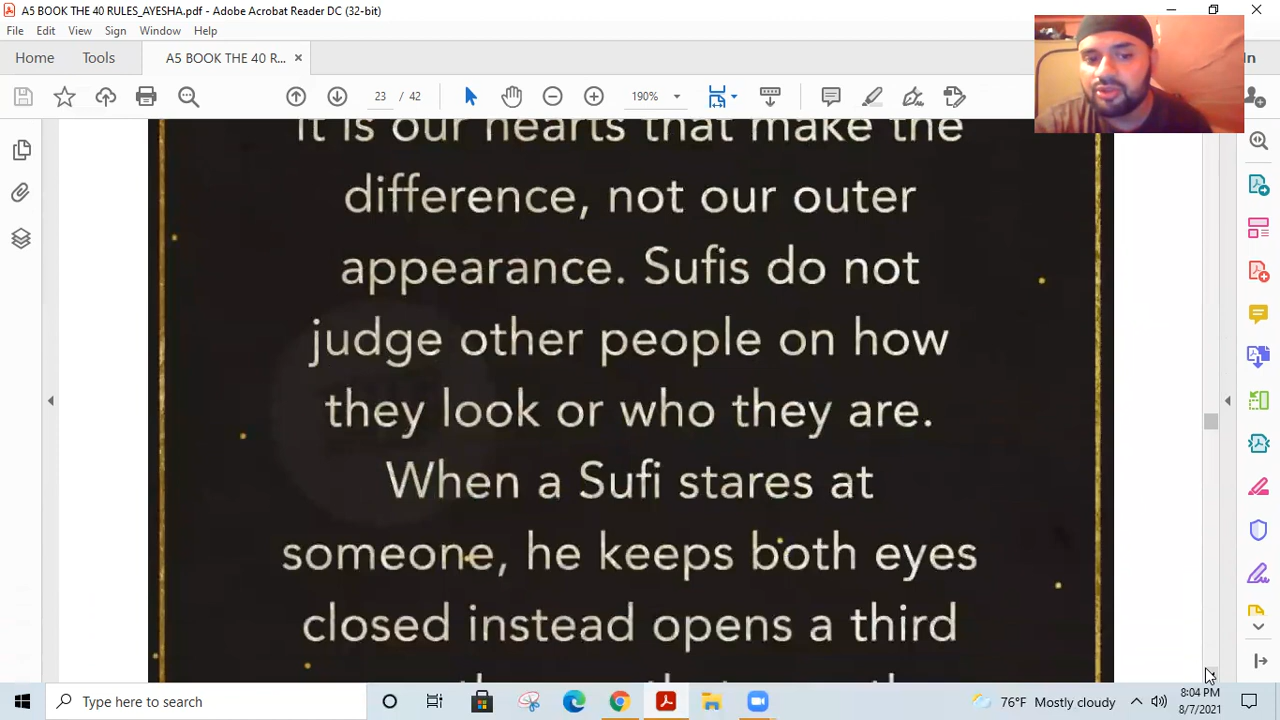 A5 BOOK THE 40 RULES_AYESHA.pdf - Adobe Acrobat Reader DC (32-bit)
File Edit View Sign Window Help
Home Tools A5 BOOK THE 40 R... × In
23 / 42 190%
It is our hearts that make the
difference, not our outer
appearance. Sufis do not
judge other people on how
they look or who they are.
When a Sufi stares at
someone, he keeps both eyes
closed instead opens a third
Type here to search
76°F Mostly cloudy
8:04 PM
8/7/2021